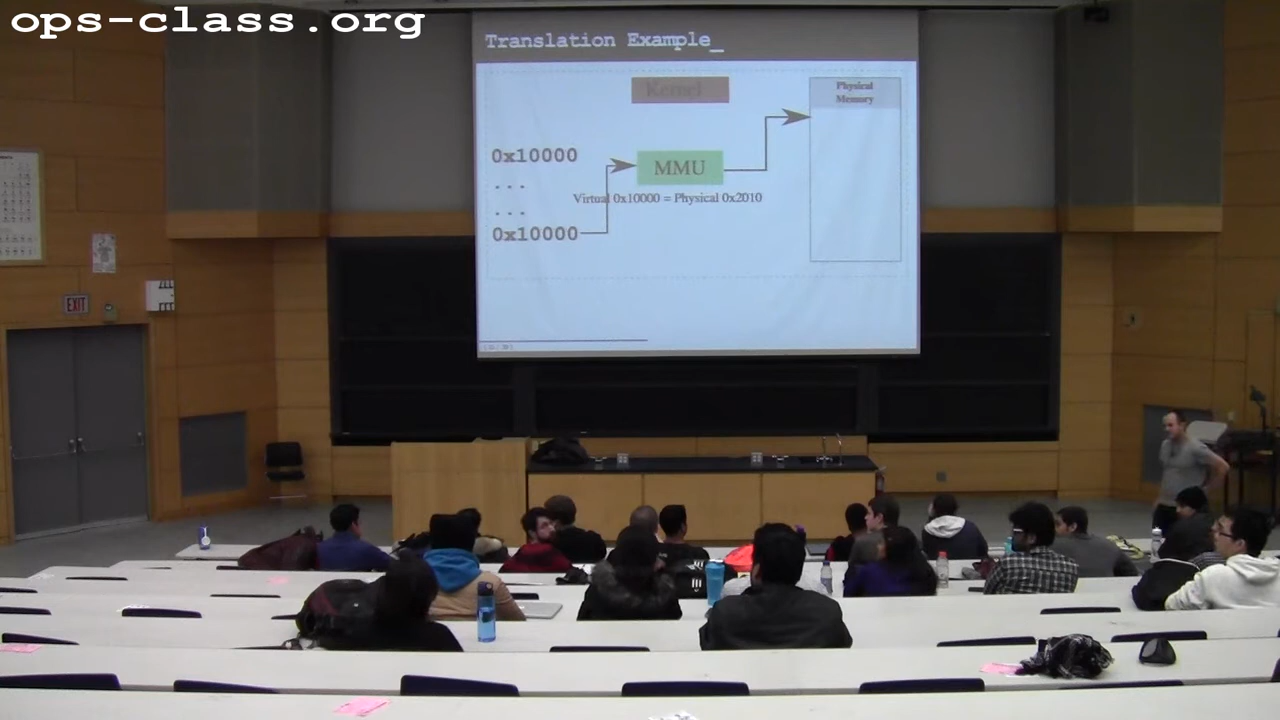 ops-class.org
Translation Example_
Kernel
Physical
Memory
0x10000
...
MMU
Virtual 0x10000 = Physical 0x2010
...
0x10000
EXIT